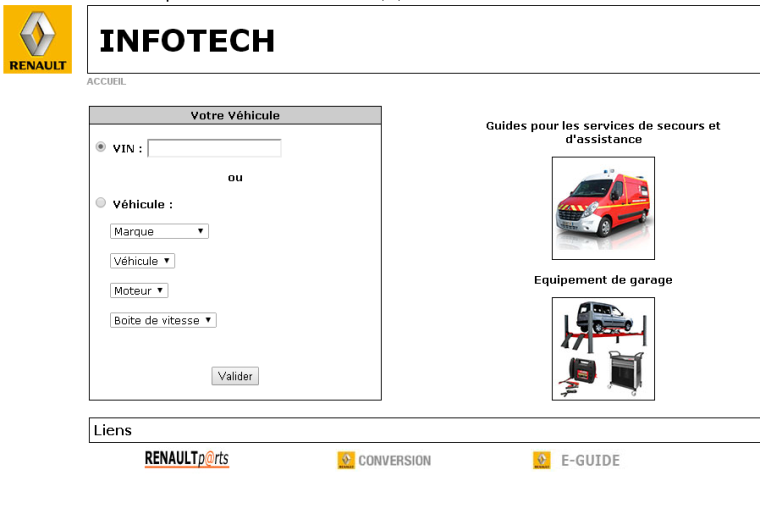 RENAULT
INFOTECH
ACCUEIL
Votre Véhicule
VIN :
ou
Véhicule :
Marque
Véhicule
Moteur
Boite de vitesse
Valider
Guides pour les services de secours et
d'assistance
Equipement de garage
Liens
RENAULTp@rts
CONVERSION
E-GUIDE